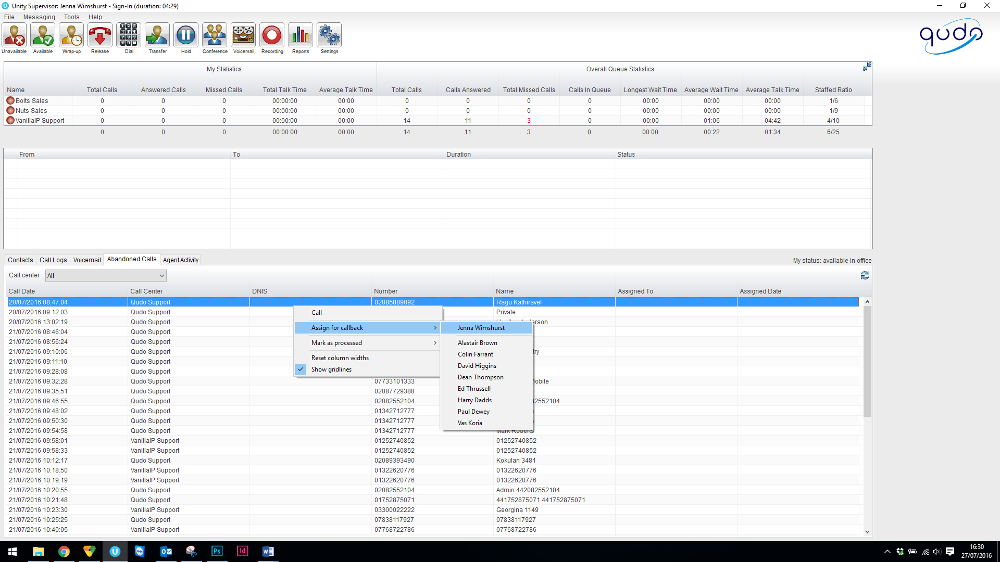 Unity Supervisor: Jenna Wimshurst - Sign-In (duration: 04:29)
File Messaging Tools Help
Unavailable Available Wrap-up Release Dial Transfer Hold Conference Voicemail Recording Reports Settings
qudo
My Statistics Overall Queue Statistics
Name Total Calls Answered Calls Missed Calls Total Talk Time Average Talk Time Total Calls Calls Answered Total Missed Calls Calls In Queue Longest Wait Time Average Wait Time Average Talk Time Staffed Ratio
Bolts Sales 0 0 0 00:00:00 00:00 0 0 0 0 00:00 00:00 00:00 1/6
Nuts Sales 0 0 0 00:00:00 00:00 0 0 0 0 00:00 00:00 00:00 1/9
VanillaIP Support 0 0 0 00:00:00 00:00 14 11 3 0 00:00 01:06 04:42 4/10
0 0 0 00:00:00 00:00 14 11 3 0 00:00 00:22 01:34 6/25
From To Duration Status
Contacts Call Logs Voicemail Abandoned Calls Agent Activity My status: available in office
Call center All
Call Date Call Center DNIS Number Name Assigned To Assigned Date
20/07/2016 08:47:04 Qudo Support 02085889092 Ragu Kathiravel
20/07/2016 09:12:03 Qudo Support Private
20/07/2016 13:02:19 Qudo Support
21/07/2016 08:46:04 Qudo Support
21/07/2016 08:56:24 Qudo Support
21/07/2016 09:10:06 Qudo Support
21/07/2016 09:11:10 Qudo Support
21/07/2016 09:28:08 Qudo Support
21/07/2016 09:32:28 Qudo Support 07733101333
21/07/2016 09:35:51 Qudo Support 02087729388
21/07/2016 09:46:55 Qudo Support 02082552104
21/07/2016 09:48:02 Qudo Support 01342712777
21/07/2016 09:50:30 Qudo Support 01342712777
21/07/2016 09:54:58 Qudo Support 01342712777 Mark Roberts
21/07/2016 09:58:01 VanillaIP Support 01252740852 01252740852
21/07/2016 09:58:33 VanillaIP Support 01252740852 01252740852
21/07/2016 10:12:17 Qudo Support 02089393490 Kokulan 3481
21/07/2016 10:18:50 VanillaIP Support 01322620776 01322620776
21/07/2016 10:19:19 VanillaIP Support 01322620776 01322620776
21/07/2016 10:20:55 Qudo Support 02082552104 Admin 442082552104
21/07/2016 10:21:48 Qudo Support 01752875071 441752875071 441752875071
21/07/2016 10:23:30 VanillaIP Support 03300022222 Georgina 1149
21/07/2016 10:25:25 Qudo Support 07838117927 07838117927
21/07/2016 10:40:05 VanillaIP Support 07768722786 07768722786
Call
Assign for callback
Mark as processed
Reset column widths
Show gridlines
Jenna Wimshurst
Alastair Brown
Colin Farrant
David Higgins
Dean Thompson
Ed Thrussell
Harry Dadds
Paul Dewey
Vas Koria
Ps Id
16:30
27/07/2016